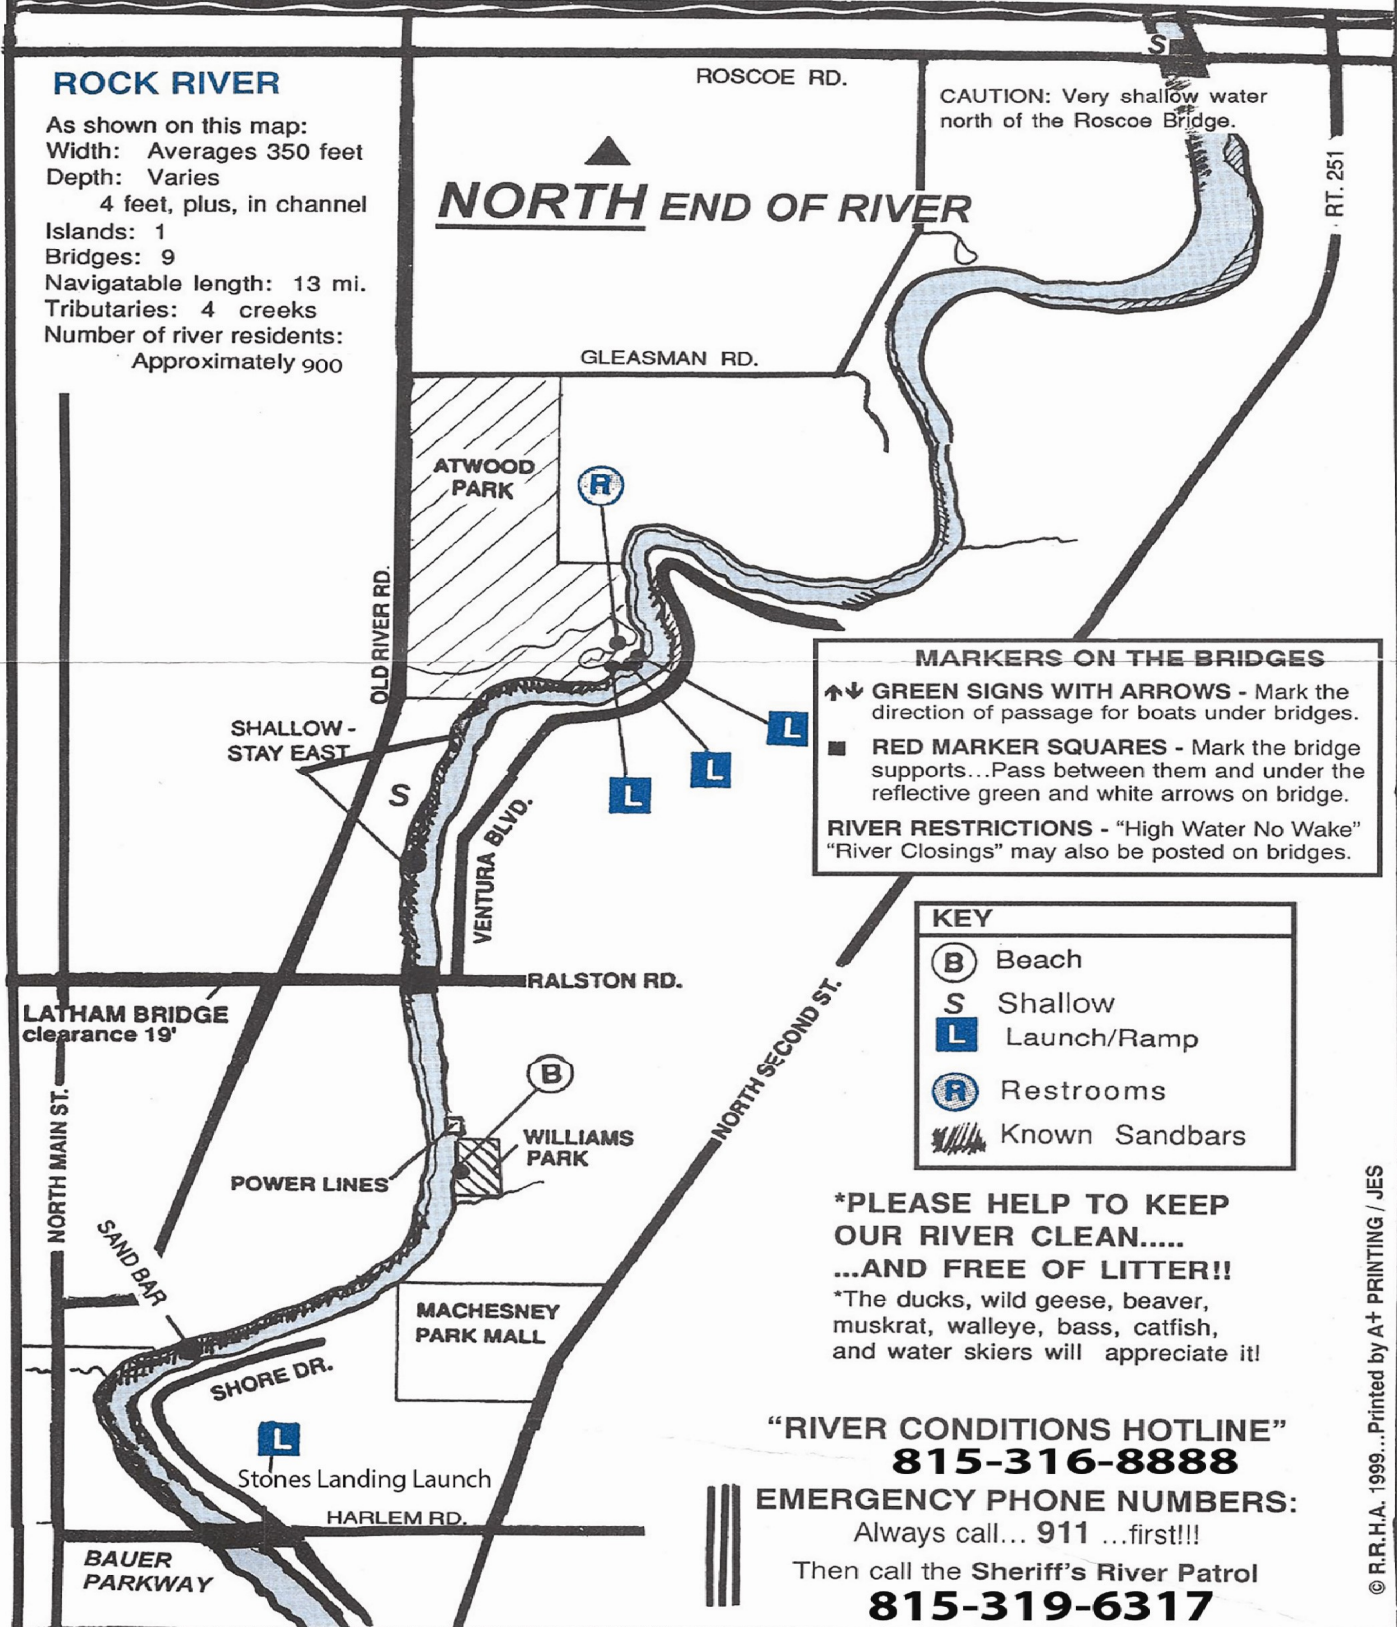 S
ROSCOE RD.
ROCK RIVER
As shown on this map:
Width: Averages 350 feet
Depth: Varies
4 feet, plus, in channel
Islands: 1
Bridges: 9
Navigatable length: 13 mi.
Tributaries: 4 creeks
Number of river residents:
Approximately 900
CAUTION: Very shallow water
north of the Roscoe Bridge.
RT. 251
NORTH END OF RIVER
GLEASMAN RD.
ATWOOD
PARK
R
OLD RIVER RD.
SHALLOW -
STAY EAST
S
L
L
L
VENTURA BLVD.
MARKERS ON THE BRIDGES
GREEN SIGNS WITH ARROWS - Mark the
direction of passage for boats under bridges.
RED MARKER SQUARES - Mark the bridge
supports...Pass between them and under the
reflective green and white arrows on bridge.
RIVER RESTRICTIONS - "High Water No Wake"
"River Closings" may also be posted on bridges.
KEY
B Beach
S Shallow
L Launch/Ramp
R Restrooms
Known Sandbars
RALSTON RD.
LATHAM BRIDGE
clearance 19'
NORTH SECOND ST.
B
WILLIAMS
PARK
POWER LINES
NORTH MAIN ST.
SAND BAR
MACHESNEY
PARK MALL
SHORE DR.
L
Stones Landing Launch
HARLEM RD.
BAUER
PARKWAY
*PLEASE HELP TO KEEP
OUR RIVER CLEAN.....
...AND FREE OF LITTER!!
*The ducks, wild geese, beaver,
muskrat, walleye, bass, catfish,
and water skiers will appreciate it!
"RIVER CONDITIONS HOTLINE"
815-316-8888
EMERGENCY PHONE NUMBERS:
Always call... 911 ...first!!!
Then call the Sheriff's River Patrol
815-319-6317
© R.R.H.A. 1999...Printed by A+ PRINTING / JES